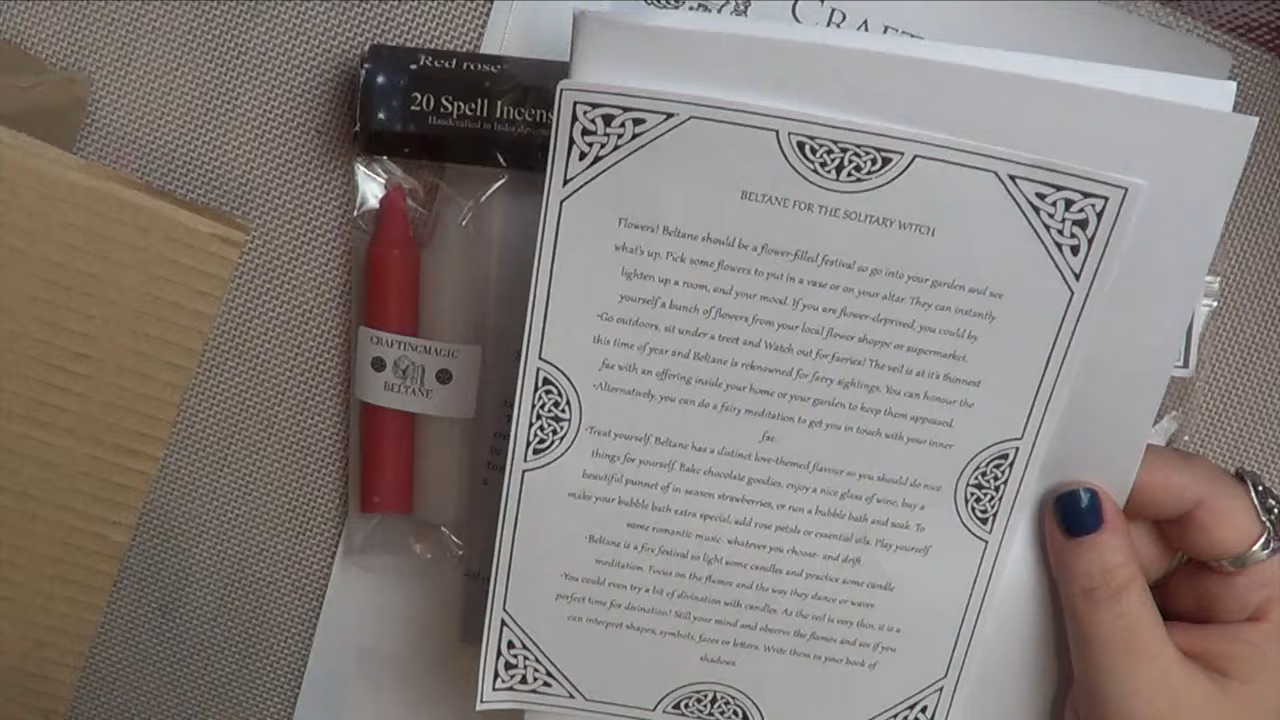 CRAFT
Red rose
20 Spell Incens
Handcrafted in India
CRAFTINGMAGIC
BELTANE
BELTANE FOR THE SOLITARY WITCH
Flowers! Beltane should be a flower-filled festival so go into your garden and see
what's up. Pick some flowers to put in a vase or on your altar. They can instantly
lighten up a room, and your mood. If you are flower-deprived, you could by
yourself a bunch of flowers from your local flower shoppe or supermarket.
•Go outdoors, sit under a treet and Watch out for faeries! The veil is at it's thinnest
this time of year and Beltane is reknowned for faery sightings. You can honour the
fae with an offering inside your home or your garden to keep them appeased.
•Alternatively, you can do a fairy meditation to get you in touch with your inner
fae
•Treat yourself. Beltane has a distinct love-themed flavour so you should do nice
things for yourself. Bake chocolate goodies, enjoy a nice glass of wine, buy a
beautiful punnet of in-season strawberries, or run a bubble bath and soak. To
make your bubble bath extra special, add rose petals or essential oils. Play yourself
some romantic music- whatever you choose- and drift.
•Beltane is a fire festival so light some candles and practice some candle
meditation. Focus on the flames and the way they dance or waver
•You could even try a bit of divination with candles. As the veil is very thin, it is a
perfect time for divination! Still your mind and observe the flames and see if you
can interpret shapes, symbols, faces or letters. Write them in your book of
shadows